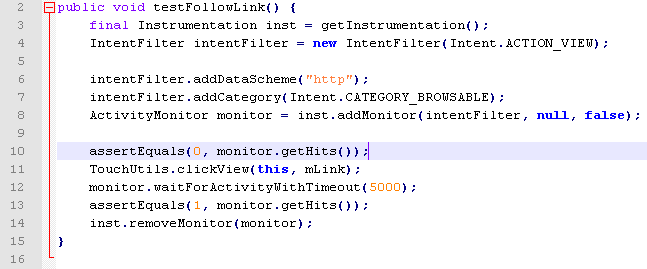 2 public void testFollowLink() {
3 final Instrumentation inst = getInstrumentation();
4 IntentFilter intentFilter = new IntentFilter(Intent.ACTION_VIEW);
5
6 intentFilter.addDataScheme("http");
7 intentFilter.addCategory(Intent.CATEGORY_BROWSABLE);
8 ActivityMonitor monitor = inst.addMonitor(intentFilter, null, false);
9
10 assertEquals(0, monitor.getHits());
11 TouchUtils.clickView(this, mLink);
12 monitor.waitForActivityWithTimeout(5000);
13 assertEquals(1, monitor.getHits());
14 inst.removeMonitor(monitor);
15 }
16